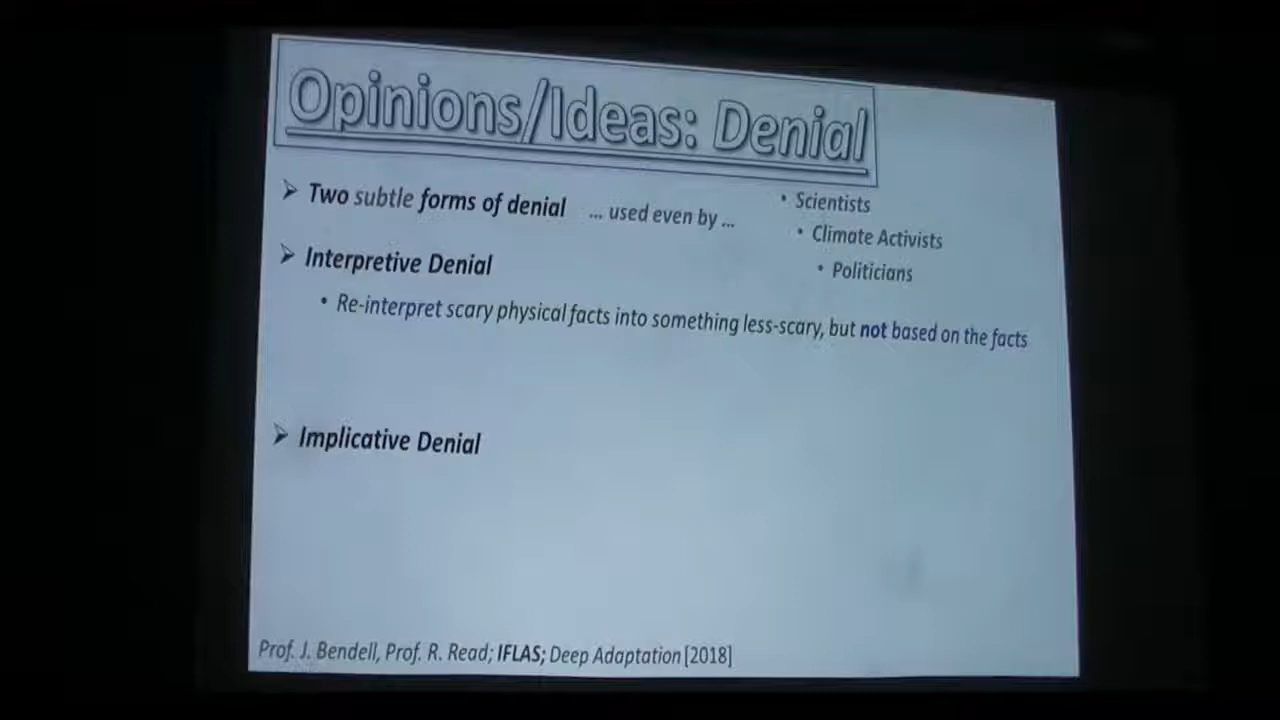 Opinions/Ideas: Denial
➢ Two subtle forms of denial ... used even by ...
• Scientists
• Climate Activists
• Politicians
➢ Interpretive Denial
• Re-interpret scary physical facts into something less-scary, but not based on the facts
➢ Implicative Denial
Prof. J. Bendell, Prof. R. Read; IFLAS; Deep Adaptation [2018]